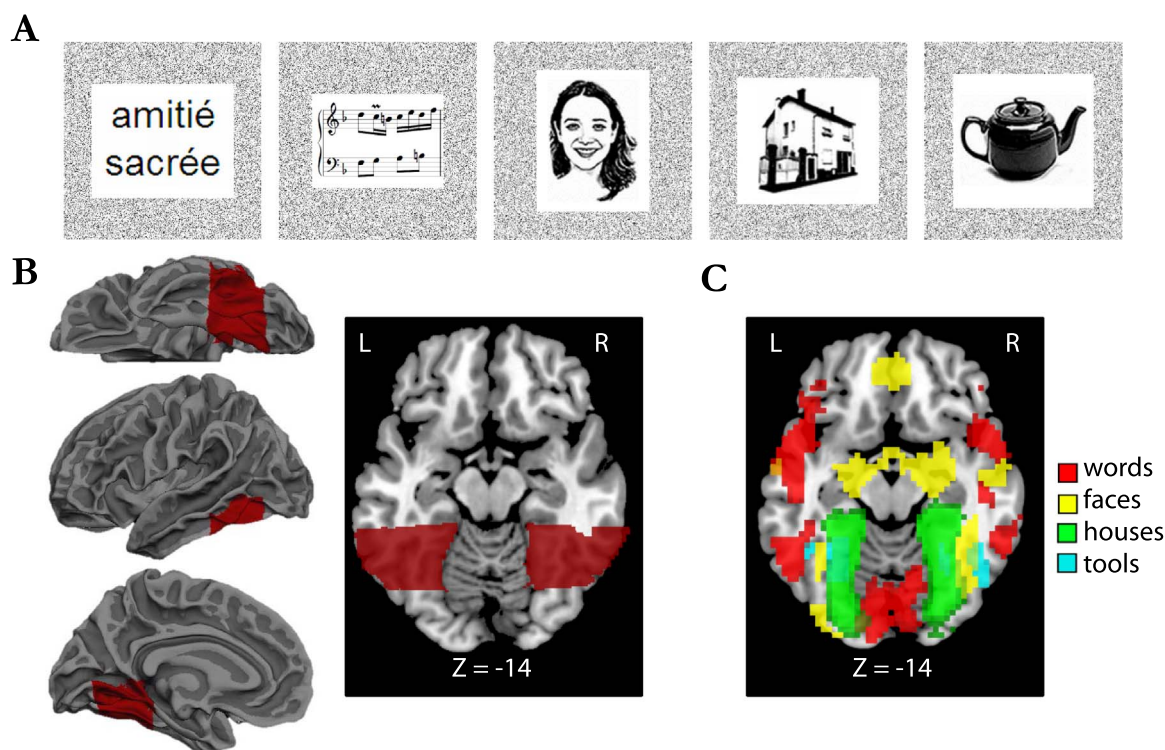 A
amitié
sacrée
B
C
L
R
L
R
words
faces
houses
tools
Z = -14
Z = -14